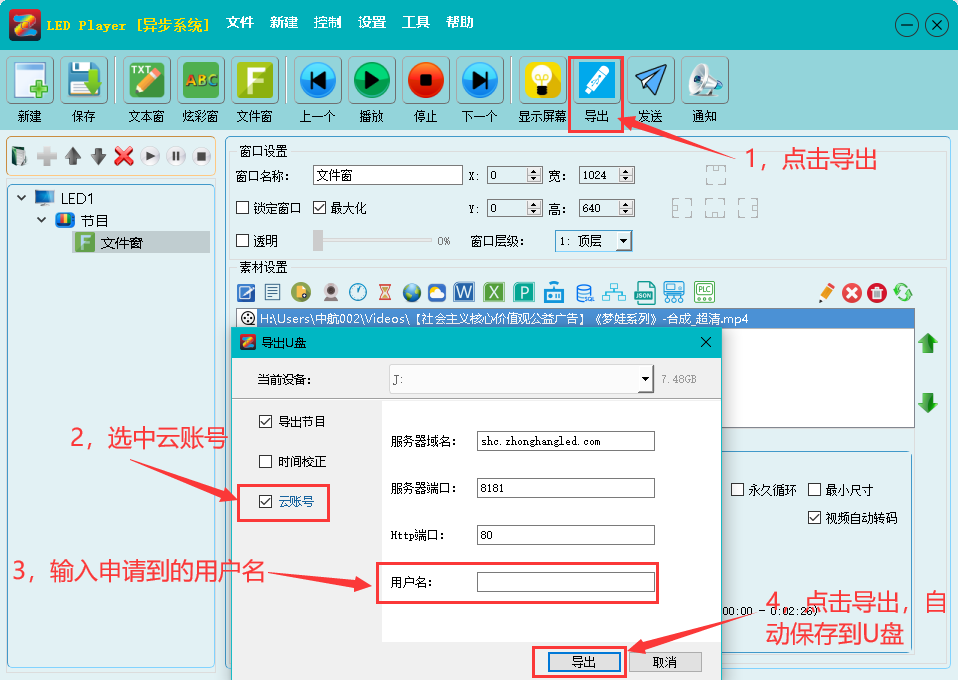 LED Player [异步系统] 文件 新建 控制 设置 工具 帮助
新建 保存 文本窗 炫彩窗 文件窗 上一个 播放 停止 下一个 显示屏幕 导出 发送 通知
TXT ABC F
1，点击导出
LED1
节目
F 文件窗
窗口设置
窗口名称： 文件窗 X: 0 宽： 1024
锁定窗口 最大化 Y: 0 高： 640
透明 0% 窗口层级： 1: 顶层
素材设置
W X P SQL JSON PLC
H:\Users\中航002\Videos\【社会主义核心价值观公益广告】《梦娃系列》-合成_超清.mp4
导出U盘
当前设备： J: 7.48GB
导出节目
时间校正
云账号
服务器域名： shc.zhonghangled.com
服务器端口： 8181
Http端口： 80
用户名：
导出 取消
2，选中云账号
3，输入申请到的用户名
永久循环 最小尺寸
视频自动转码
00:00 - 0:02:26)
4，点击导出，自
动保存到U盘